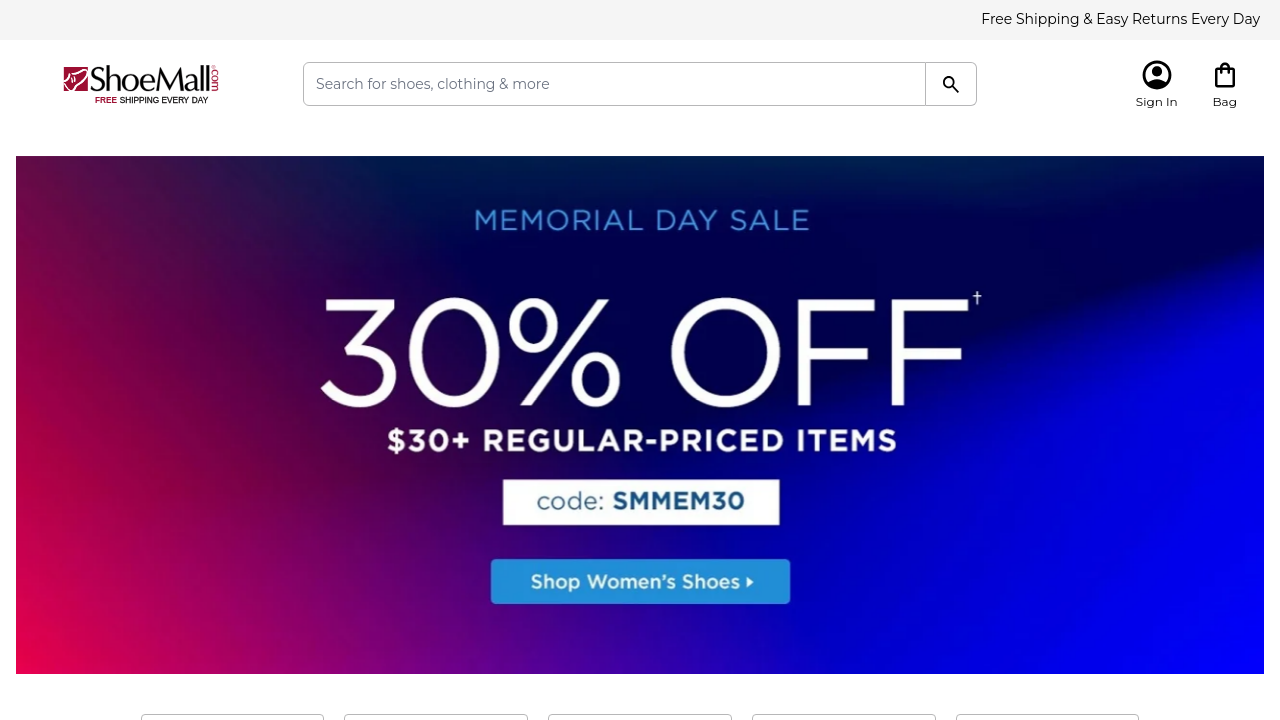 Free Shipping & Easy Returns Every Day
ShoeMall.com
FREE SHIPPING EVERY DAY
Search for shoes, clothing & more
Sign In
Bag
MEMORIAL DAY SALE
30% OFF†
$30+ REGULAR-PRICED ITEMS
code: SMMEM30
Shop Women's Shoes